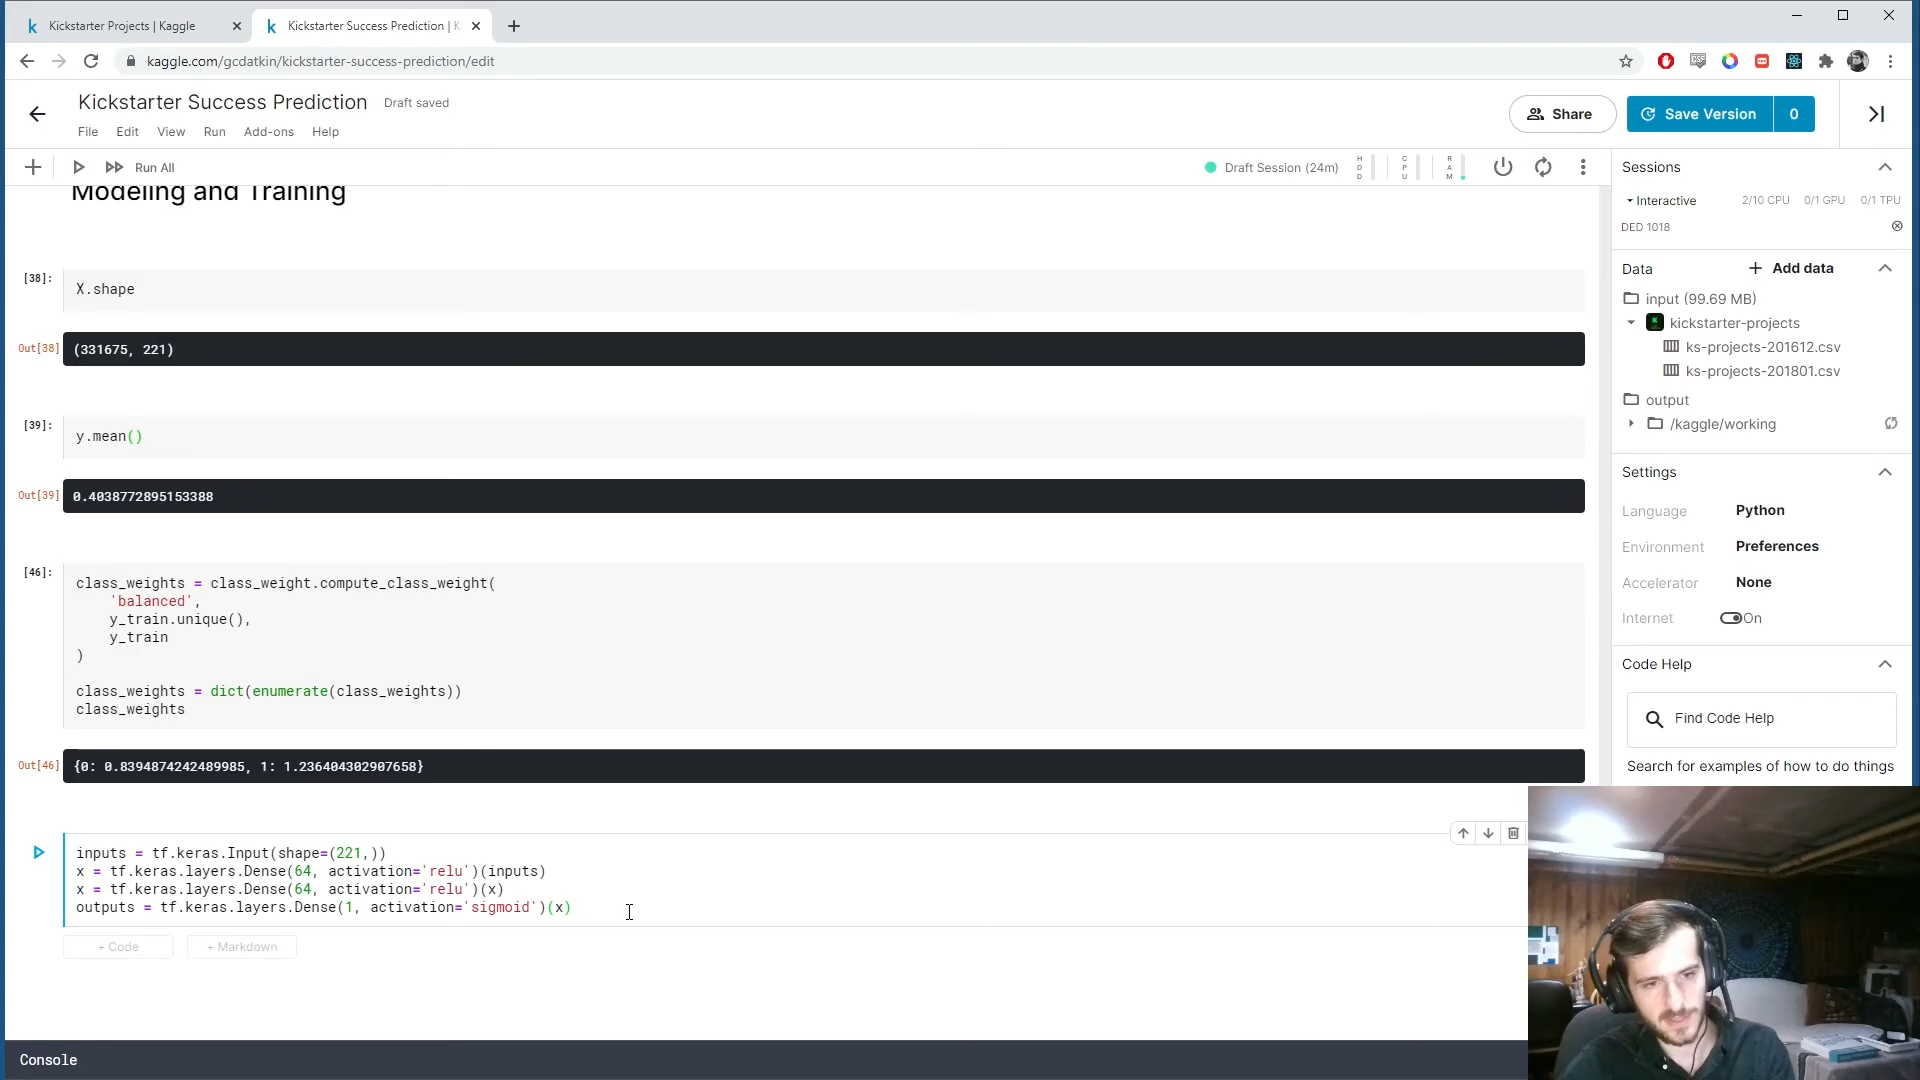 Kickstarter Projects | Kaggle
Kickstarter Success Prediction | K
kaggle.com/gcdatkin/kickstarter-success-prediction/edit
Kickstarter Success Prediction
Draft saved
File
Edit
View
Run
Add-ons
Help
Share
Save Version
0
Run All
Draft Session (24m)
HDD
CPU
RAM
Modeling and Training
[38]:
X.shape
Out[38]
(331675, 221)
[39]:
y.mean()
Out[39]
0.4038772895153388
[46]:
class_weights = class_weight.compute_class_weight(
    'balanced',
    y_train.unique(),
    y_train
)
class_weights = dict(enumerate(class_weights))
class_weights
Out[46]
{0: 0.8394874242489985, 1: 1.236404302907658}
inputs = tf.keras.Input(shape=(221,))
x = tf.keras.layers.Dense(64, activation='relu')(inputs)
x = tf.keras.layers.Dense(64, activation='relu')(x)
outputs = tf.keras.layers.Dense(1, activation='sigmoid')(x)
+ Code
+ Markdown
Console
Sessions
Interactive
2/10 CPU
0/1 GPU
0/1 TPU
DED 1018
Data
+ Add data
input (99.69 MB)
kickstarter-projects
ks-projects-201612.csv
ks-projects-201801.csv
output
/kaggle/working
Settings
Language
Python
Environment
Preferences
Accelerator
None
Internet
On
Code Help
Find Code Help
Search for examples of how to do things